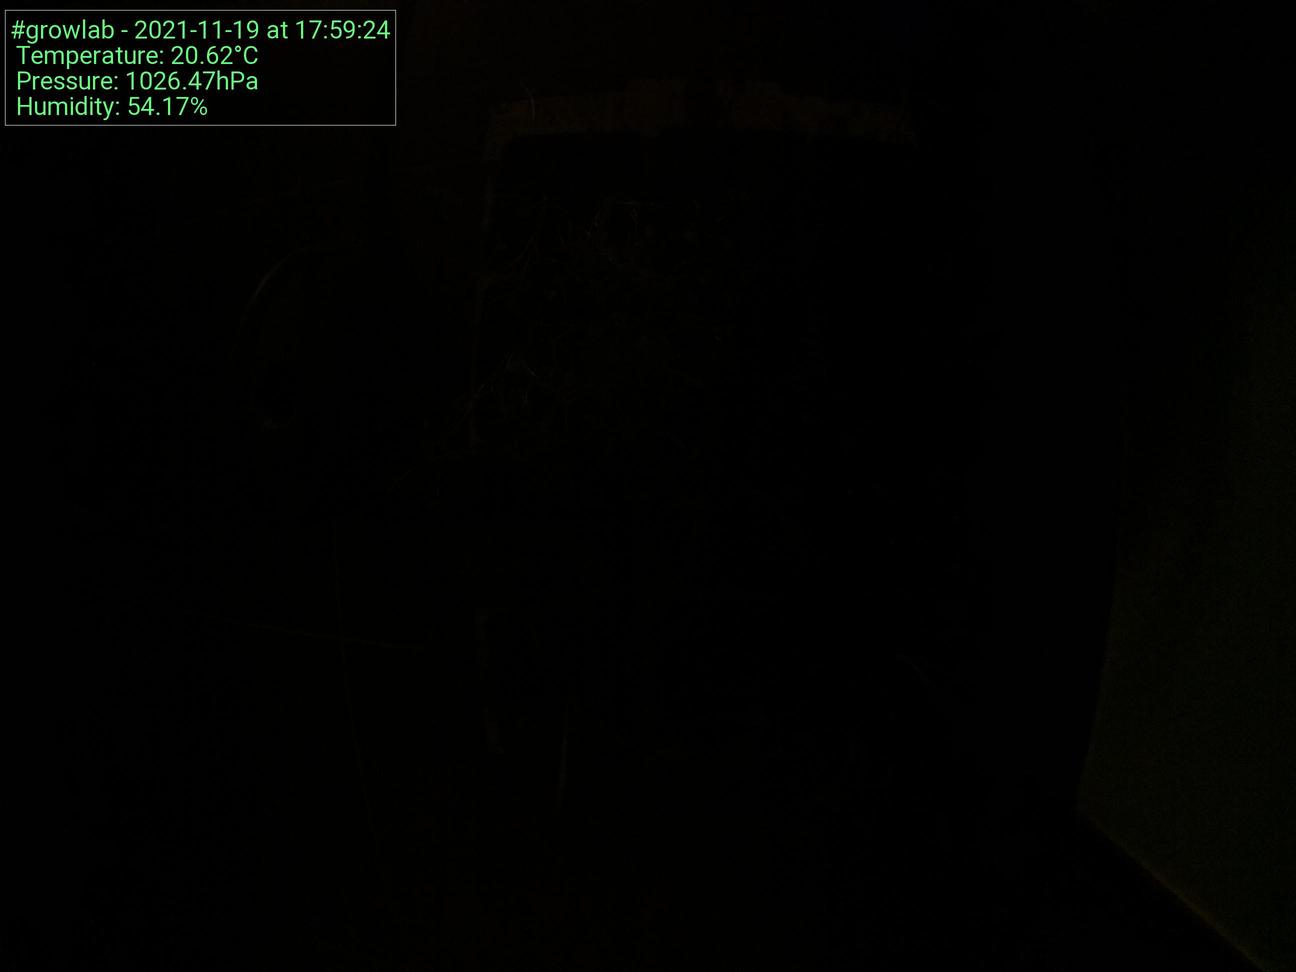 #growlab - 2021-11-19 at 17:59:24
Temperature: 20.62°C
Pressure: 1026.47hPa
Humidity: 54.17%